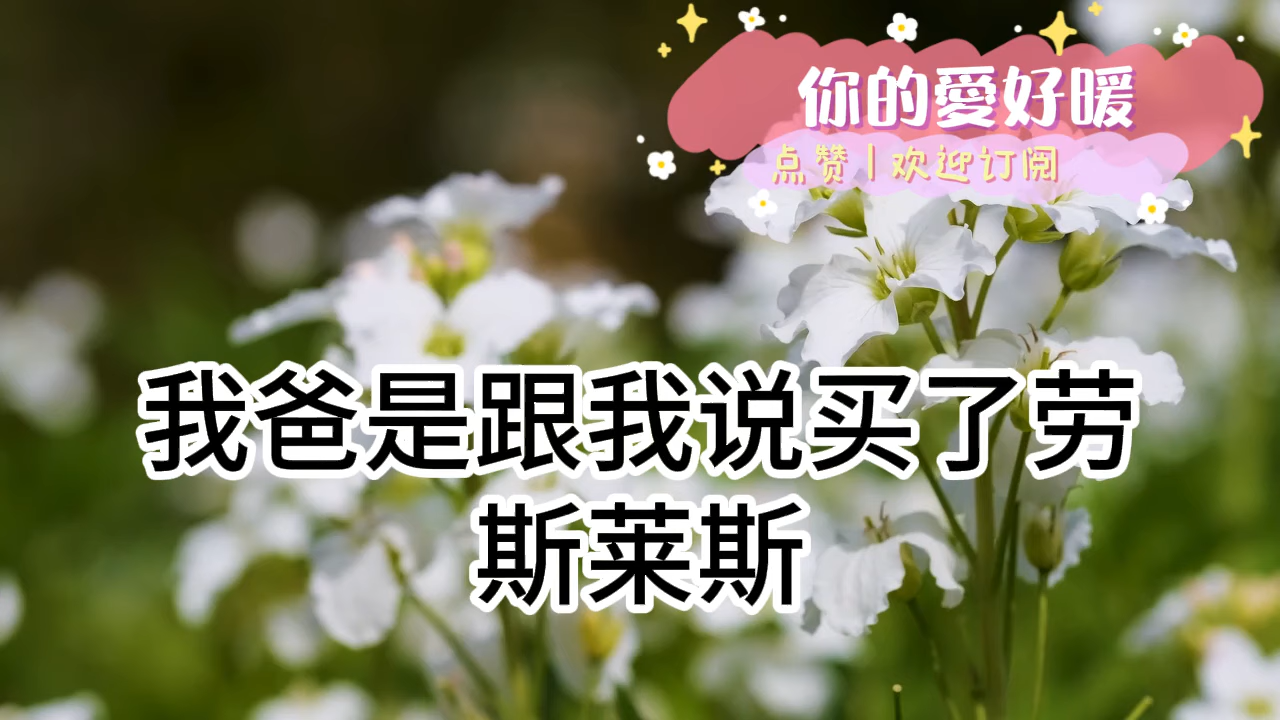 你的愛好暖
点赞 | 欢迎订阅
我爸是跟我说买了劳
斯莱斯